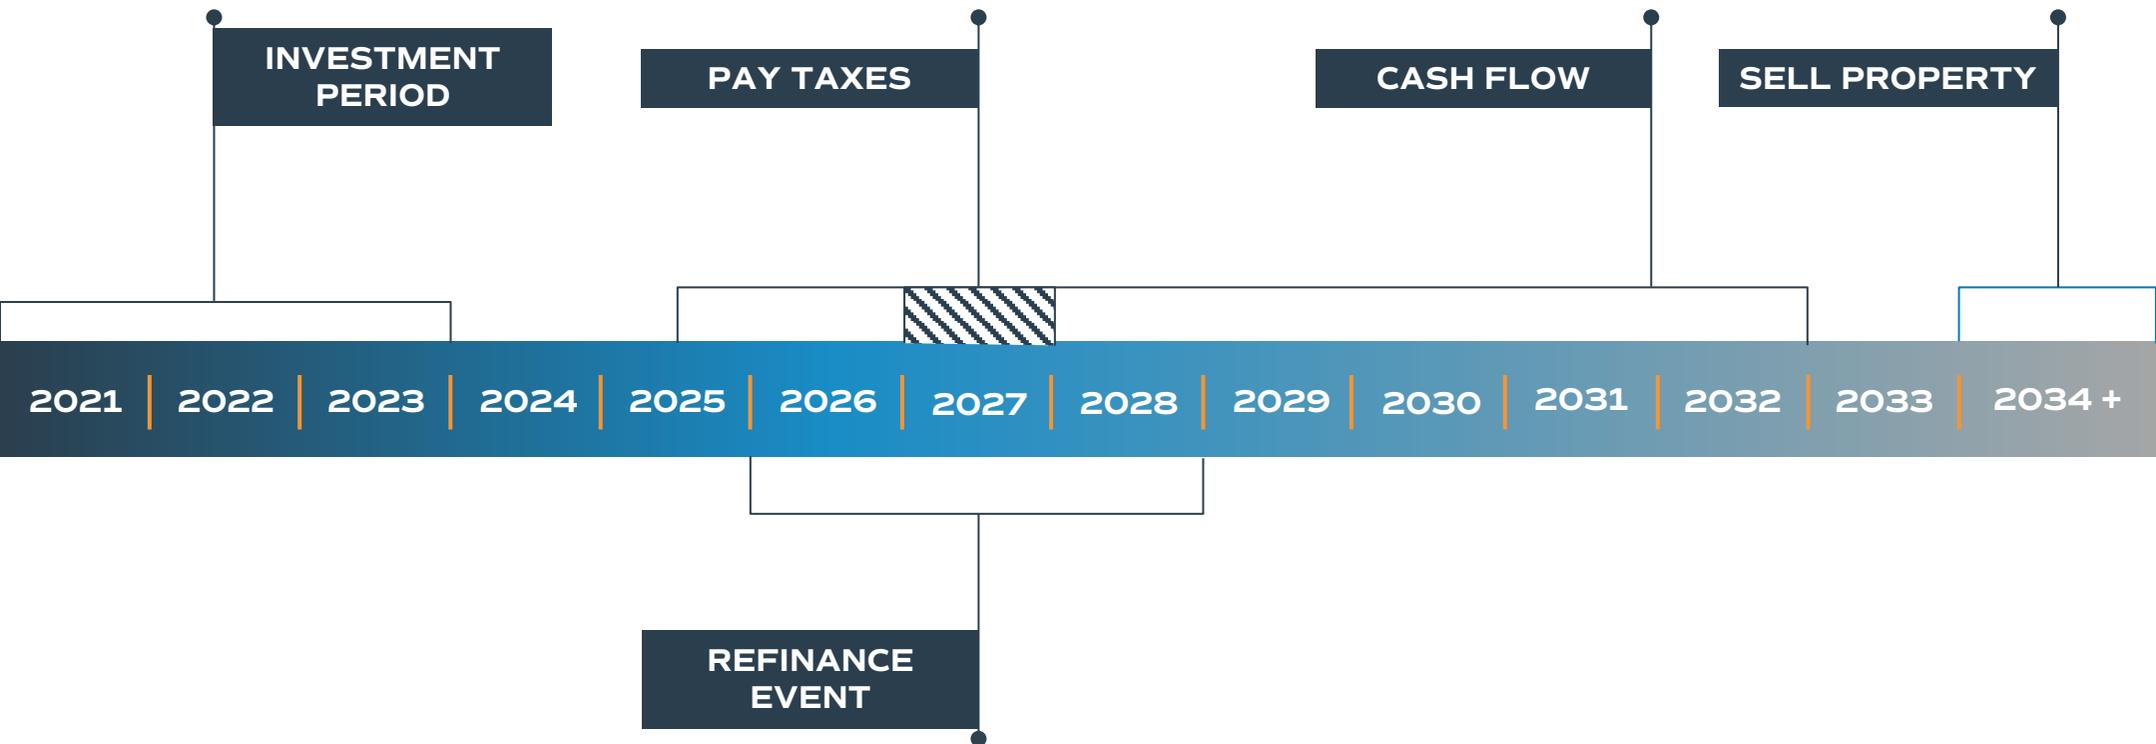 INVESTMENT
PERIOD
PAY TAXES
CASH FLOW
SELL PROPERTY
2021 2022 2023 2024 2025 2026 2027 2028 2029 2030 2031 2032 2033 2034 +
REFINANCE
EVENT